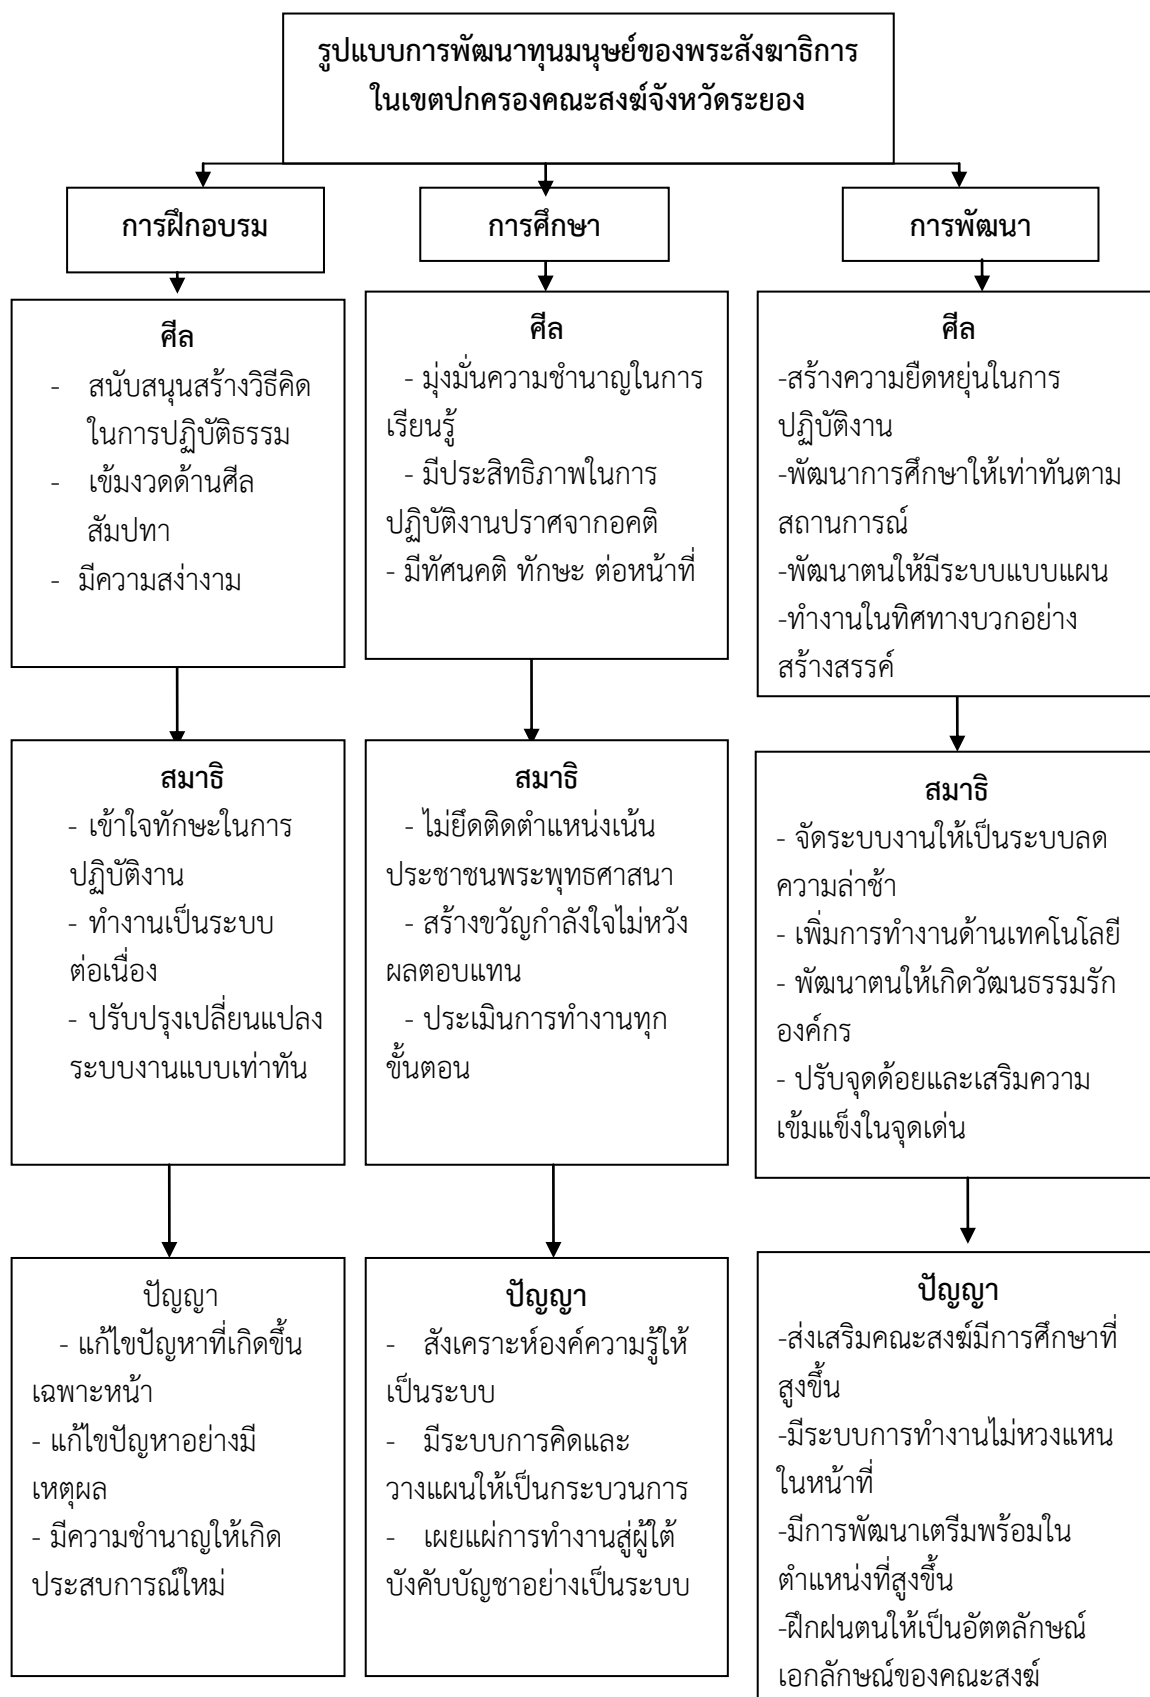 รูปแบบการพัฒนาทุนมนุษย์ของพระสังฆาธิการ
ในเขตปกครองคณะสงฆ์จังหวัดระยอง
การฝึกอบรม
การศึกษา
การพัฒนา
ศีล
- สนับสนุนสร้างวิธีคิด
ในการปฏิบัติธรรม
- เข้มงวดด้านศีล
สัมปทา
- มีความสง่างาม
ศีล
- มุ่งมั่นความชำนาญในการ
เรียนรู้
- มีประสิทธิภาพในการ
ปฏิบัติงานปราศจากอคติ
- มีทัศนคติ ทักษะ ต่อหน้าที่
ศีล
-สร้างความยืดหยุ่นในการ
ปฏิบัติงาน
-พัฒนาการศึกษาให้เท่าทันตาม
สถานการณ์
-พัฒนาตนให้มีระบบแบบแผน
-ทำงานในทิศทางบวกอย่าง
สร้างสรรค์
สมาธิ
- เข้าใจทักษะในการ
ปฏิบัติงาน
- ทำงานเป็นระบบ
ต่อเนื่อง
- ปรับปรุงเปลี่ยนแปลง
ระบบงานแบบเท่าทัน
สมาธิ
- ไม่ยึดติดตำแหน่งเน้น
ประชาชนพระพุทธศาสนา
- สร้างขวัญกำลังใจไม่หวัง
ผลตอบแทน
- ประเมินการทำงานทุก
ขั้นตอน
สมาธิ
- จัดระบบงานให้เป็นระบบลด
ความล่าช้า
- เพิ่มการทำงานด้านเทคโนโลยี
- พัฒนาตนให้เกิดวัฒนธรรมรัก
องค์กร
- ปรับจุดด้อยและเสริมความ
เข้มแข็งในจุดเด่น
ปัญญา
- แก้ไขปัญหาที่เกิดขึ้น
เฉพาะหน้า
- แก้ไขปัญหาอย่างมี
เหตุผล
- มีความชำนาญให้เกิด
ประสบการณ์ใหม่
ปัญญา
- สังเคราะห์องค์ความรู้ให้
เป็นระบบ
- มีระบบการคิดและ
วางแผนให้เป็นกระบวนการ
- เผยแผ่การทำงานสู่ผู้ใต้
บังคับบัญชาอย่างเป็นระบบ
ปัญญา
-ส่งเสริมคณะสงฆ์มีการศึกษาที่
สูงขึ้น
-มีระบบการทำงานไม่หวงแหน
ในหน้าที่
-มีการพัฒนาเตรีมพร้อมใน
ตำแหน่งที่สูงขึ้น
-ฝึกฝนตนให้เป็นอัตตลักษณ์
เอกลักษณ์ของคณะสงฆ์